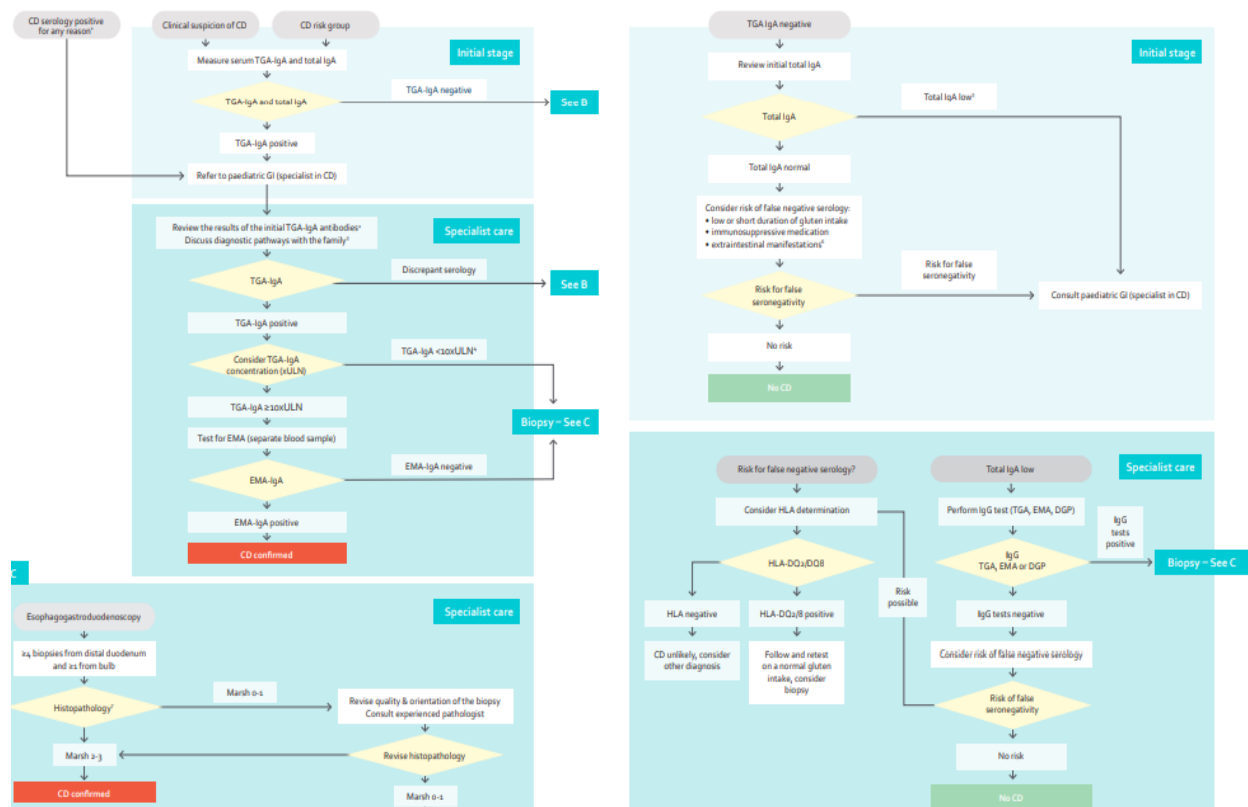 CD serology positive
for any reason¹
Clinical suspicion of CD
CD risk group
Initial stage
Measure serum TGA-IgA and total IgA
TGA-IgA and total IgA
TGA-IgA negative
See B
TGA-IgA positive
Refer to paediatric GI (specialist in CD)
Specialist care
Review the results of the initial TGA-IgA antibodies
Discuss diagnostic pathways with the family
TGA-IgA
Discrepant serology
See B
TGA-IgA positive
Consider TGA-IgA
concentration (xULN)
TGA-IgA <10xULN
TGA-IgA ≥10xULN
Biopsy – See C
Test for EMA (separate blood sample)
EMA-IgA
EMA-IgA negative
EMA-IgA positive
CD confirmed
C
Specialist care
Esophagogastroduodenoscopy
≥4 biopsies from distal duodenum
and ≥1 from bulb
Histopathology
Marsh 0-1
Revise quality & orientation of the biopsy
Consult experienced pathologist
Marsh 2-3
Revise histopathology
CD confirmed
Marsh 0-1
TGA IgA negative
Initial stage
Review initial total IgA
Total IgA
Total IgA low
Total IgA normal
Consider risk of false negative serology:
• low or short duration of gluten intake
• immunosuppressive medication
• extraintestinal manifestations
Risk for false
seronegativity
Risk for false
seronegativity
Consult paediatric GI (specialist in CD)
No risk
No CD
Specialist care
Risk for false negative serology?
Total IgA low
Consider HLA determination
Perform IgG test (TGA, EMA, DGP)
IgG
tests
positive
HLA-DQ2/DQ8
IgG
TGA, EMA or DGP
Biopsy – See C
Risk
possible
HLA negative
HLA-DQ2/8 positive
IgG tests negative
CD unlikely, consider
other diagnosis
Follow and retest
on a normal gluten
intake, consider
biopsy
Consider risk of false negative serology
Risk of false
seronegativity
No risk
No CD